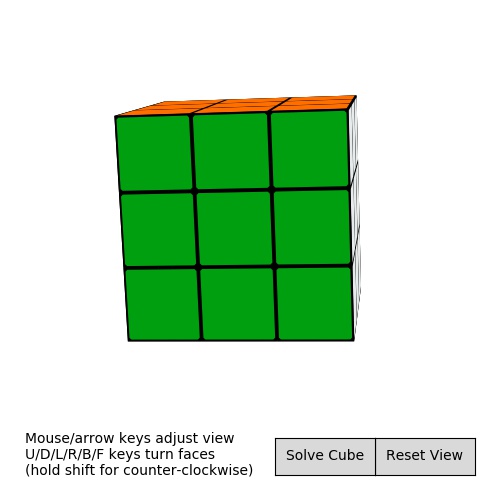 Mouse/arrow keys adjust view
U/D/L/R/B/F keys turn faces
(hold shift for counter-clockwise)
Solve Cube
Reset View